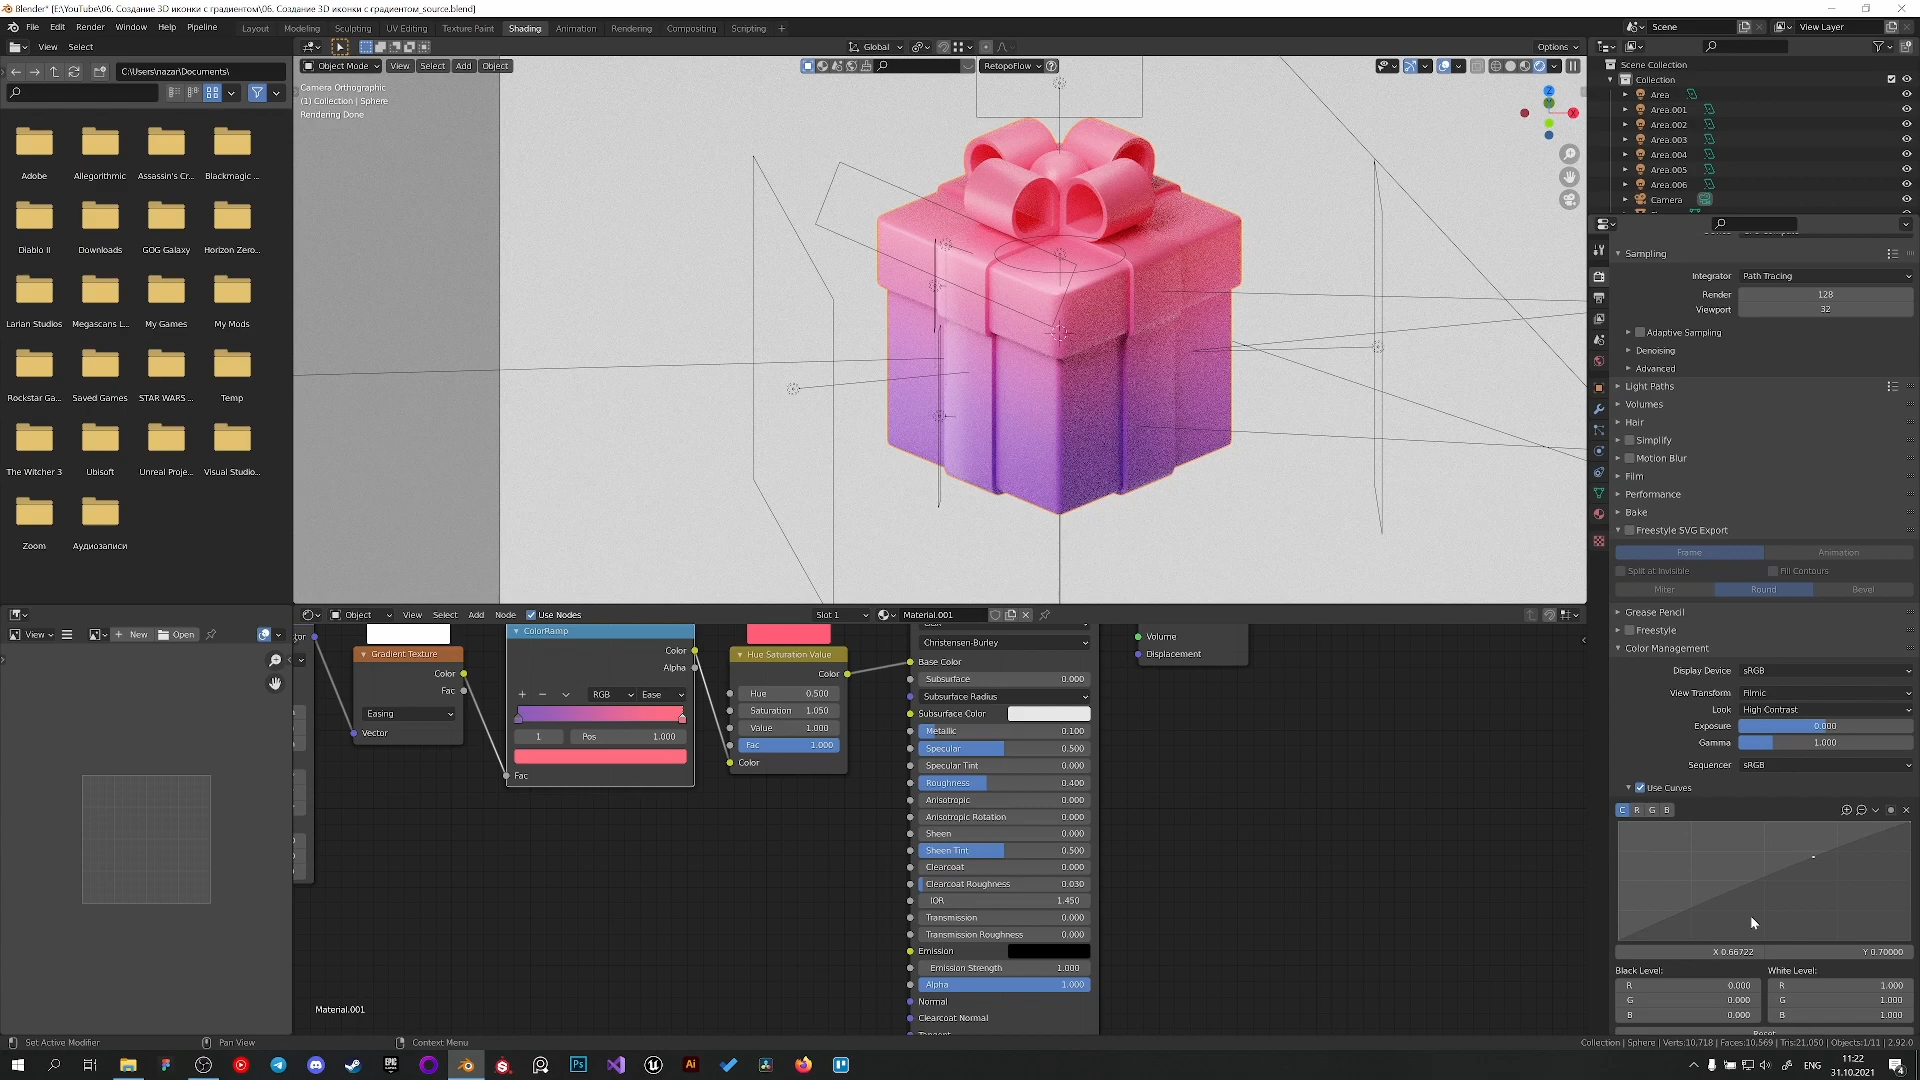 Blender* [E:\YouTube\06. Создание 3D иконки с градиентом\06. Создание 3D иконки с градиентом_source.blend]
File Edit Render Window Help Pipeline
Layout Modeling Sculpting UV Editing Texture Paint Shading Animation Rendering Compositing Scripting +
Scene
View Layer
View Select
Global
Options
C:\Users\nazar\Documents\
Object Mode View Select Add Object
RetopoFlow
Camera Orthographic
(1) Collection | Sphere
Rendering Done
Adobe Allegorithmic Assassin's Cr... Blackmagic ...
Diablo II Downloads GOG Galaxy Horizon Zero...
Larian Studios Megascans L... My Games My Mods
Rockstar Ga... Saved Games STAR WARS ... Temp
The Witcher 3 Ubisoft Unreal Proje... Visual Studio...
Zoom Аудиозаписи
Z
X
Scene Collection
Collection
Area
Area.001
Area.002
Area.003
Area.004
Area.005
Area.006
Camera
Sampling
Integrator Path Tracing
Render 128
Viewport 32
Adaptive Sampling
Denoising
Advanced
Light Paths
Volumes
Hair
Simplify
Motion Blur
Film
Performance
Bake
Freestyle SVG Export
Frame Animation
Split at Invisible Fill Contours
Miter Round Bevel
Grease Pencil
Freestyle
Color Management
Display Device sRGB
View Transform Filmic
Look High Contrast
Exposure 0.000
Gamma 1.000
Sequencer sRGB
Use Curves
C R G B
X 0.66722 Y 0.70000
Black Level: White Level:
R 0.000 R 1.000
G 0.000 G 1.000
B 0.000 B 1.000
Reset
View New Open
Object View Select Add Node Use Nodes
Slot 1
Material.001
Gradient Texture
Color
Fac
Easing
Vector
ColorRamp
Color
Alpha
RGB Ease
1 Pos 1.000
Fac
Hue Saturation Value
Color
Hue 0.500
Saturation 1.050
Value 1.000
Fac 1.000
Color
Christensen-Burley
Base Color
Subsurface 0.000
Subsurface Radius
Subsurface Color
Metallic 0.100
Specular 0.500
Specular Tint 0.000
Roughness 0.400
Anisotropic 0.000
Anisotropic Rotation 0.000
Sheen 0.000
Sheen Tint 0.500
Clearcoat 0.000
Clearcoat Roughness 0.030
IOR 1.450
Transmission 0.000
Transmission Roughness 0.000
Emission
Emission Strength 1.000
Alpha 1.000
Normal
Clearcoat Normal
Volume
Displacement
Material.001
Set Active Modifier
Pan View
Context Menu
Collection | Sphere | Verts:10,718 | Faces:10,569 | Tris:21,050 | Objects:1/11 | 2.92.0
ENG
11:22
31.10.2021